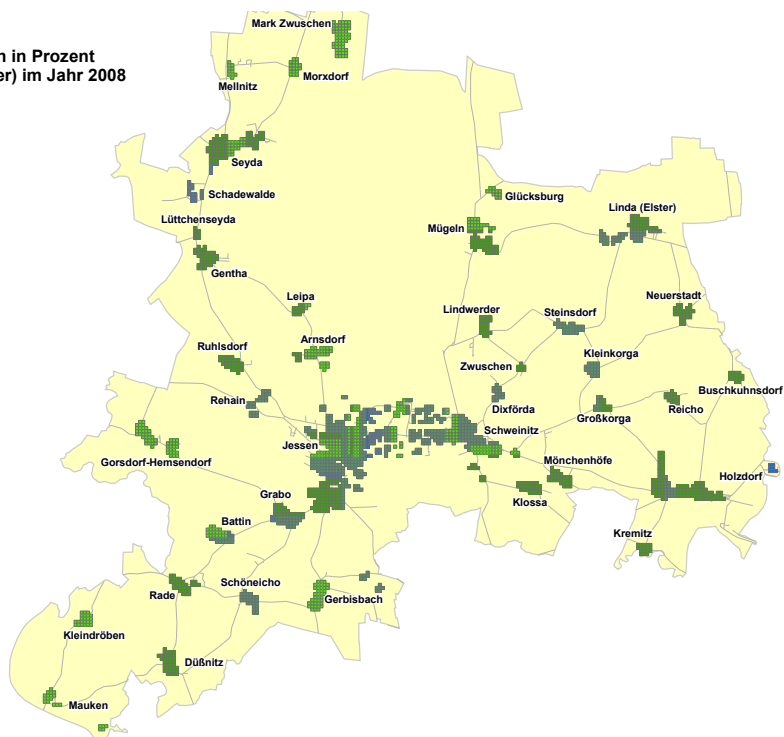 n in Prozent
er) im Jahr 2008
Mark Zwuschen
Mellnitz
Morxdorf
Seyda
Schadewalde
Glücksburg
Lüttchenseyda
Linda (Elster)
Mügeln
Gentha
Leipa
Neuerstadt
Lindwerder
Steinsdorf
Arnsdorf
Ruhlsdorf
Kleinkorga
Zwuschen
Buschkuhnsdorf
Rehain
Dixförda
Großkorga
Reicho
Schweinitz
Jessen
Gorsdorf-Hemsendorf
Mönchenhöfe
Holzdorf
Grabo
Klossa
Battin
Kremitz
Schöneicho
Rade
Gerbisbach
Kleindröben
Düßnitz
Mauken